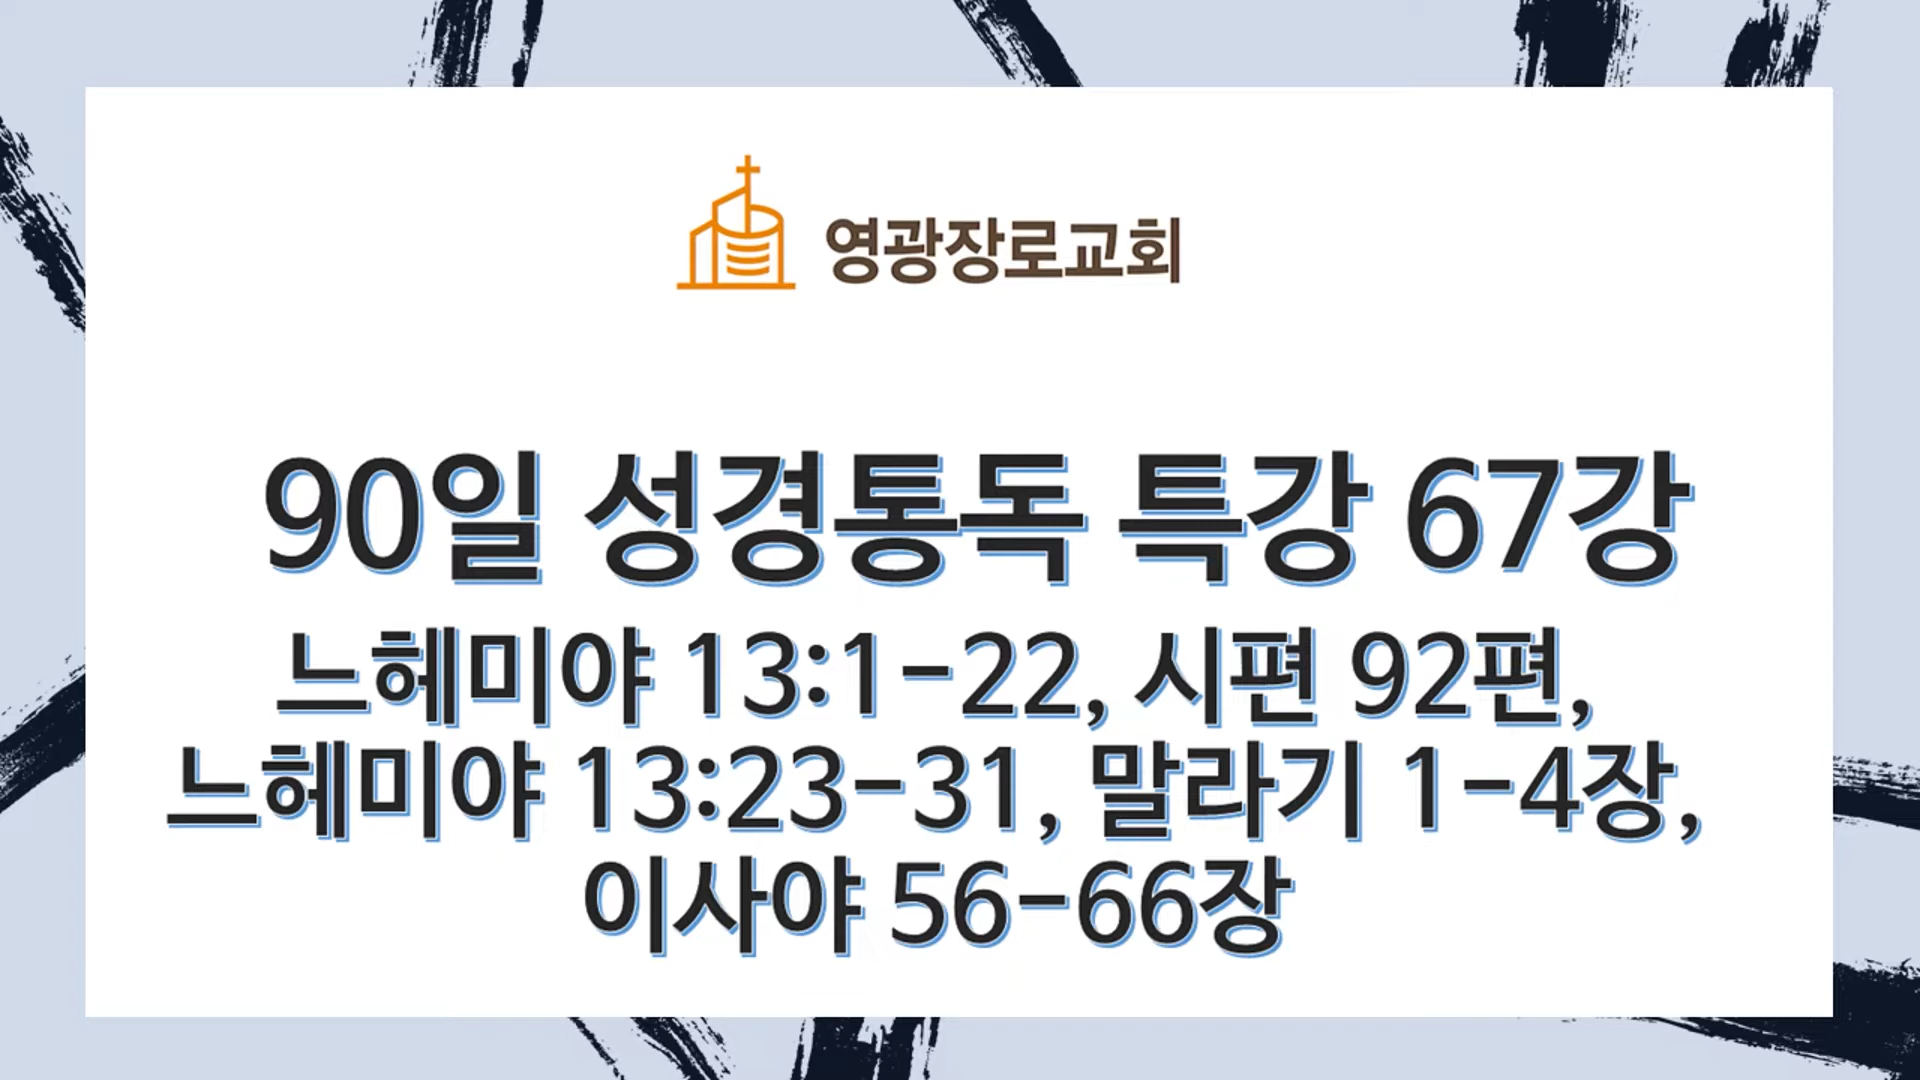 영광장로교회
90일 성경통독 특강 67강
느헤미야 13:1-22, 시편 92편,
느헤미야 13:23-31, 말라기 1-4장,
이사야 56-66장